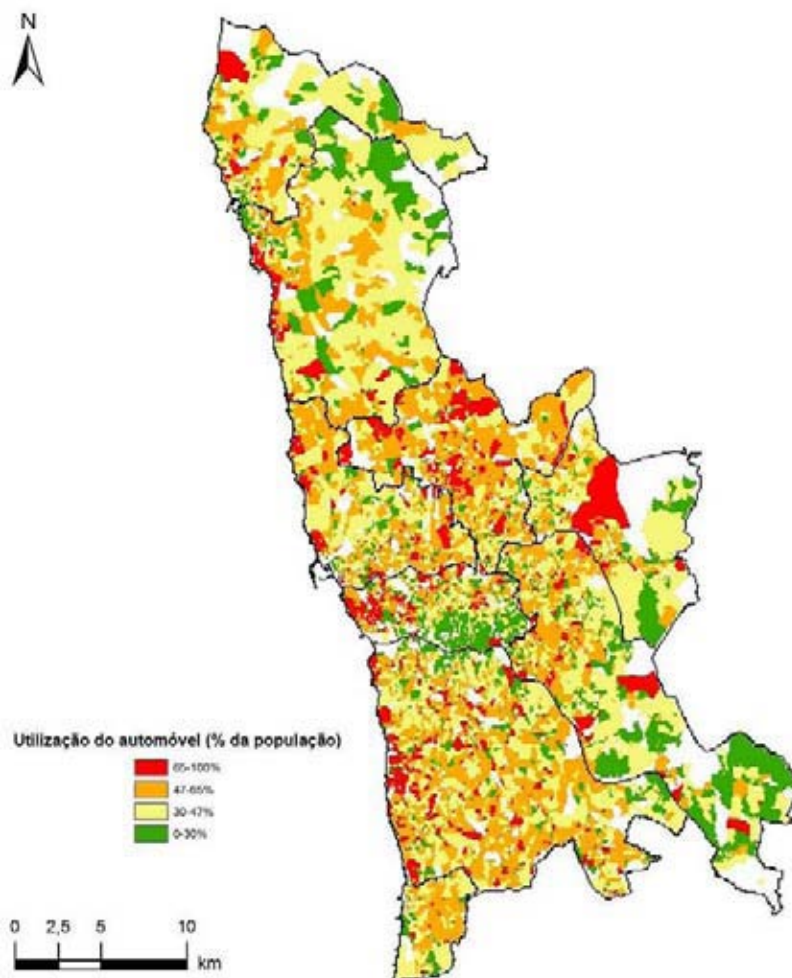 N
Utilização do automóvel (% da população)
65-100%
47-65%
30-47%
0-30%
0 2,5 5 10
km